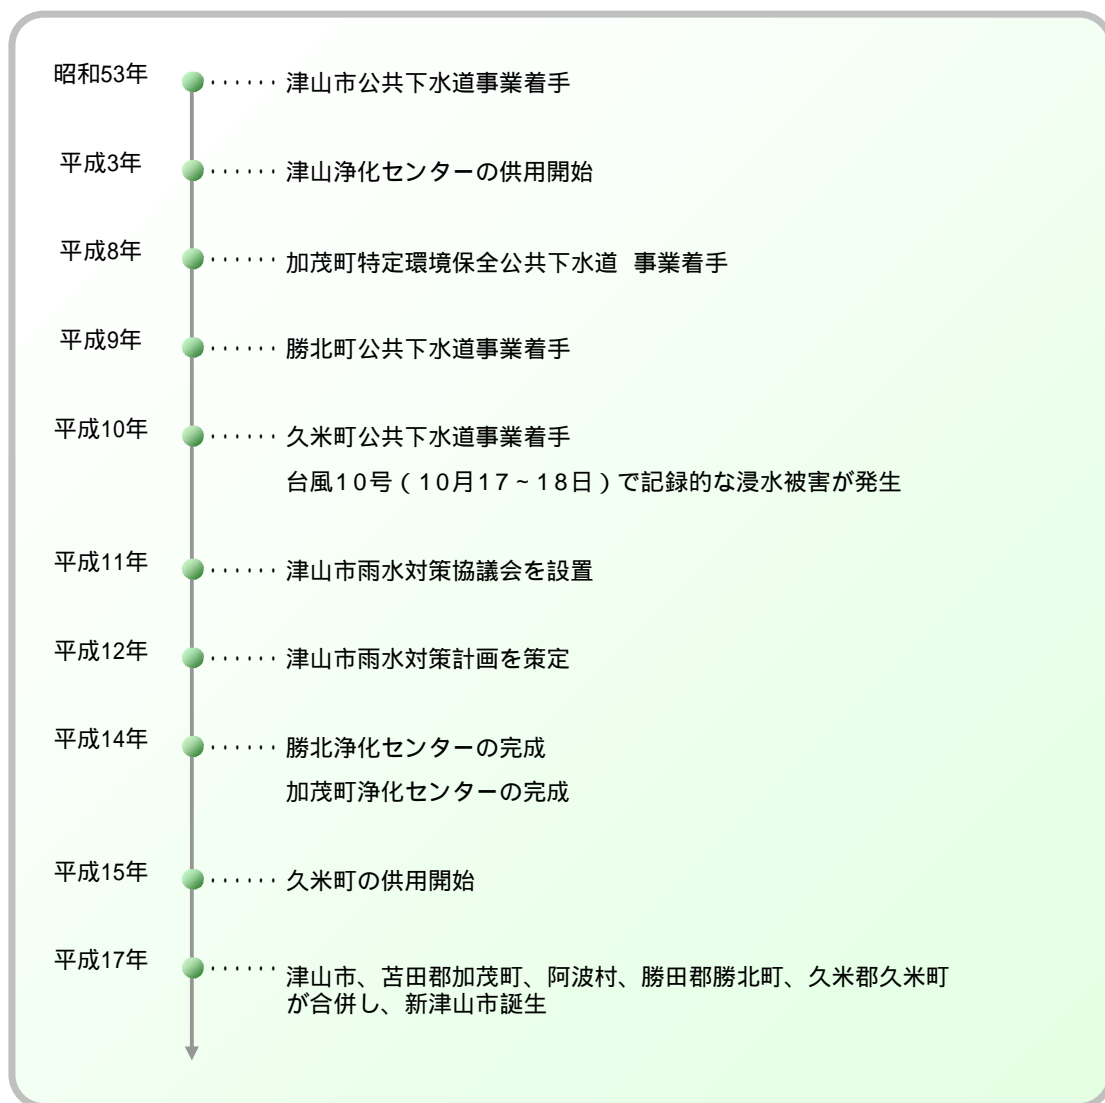 昭和53年 ······ 津山市公共下水道事業着手
平成3年 ······ 津山浄化センターの供用開始
平成8年 ······ 加茂町特定環境保全公共下水道 事業着手
平成9年 ······ 勝北町公共下水道事業着手
平成10年 ······ 久米町公共下水道事業着手
台風10号(10月17~18日)で記録的な浸水被害が発生
平成11年 ······ 津山市雨水対策協議会を設置
平成12年 ······ 津山市雨水対策計画を策定
平成14年 ······ 勝北浄化センターの完成
加茂町浄化センターの完成
平成15年 ······ 久米町の供用開始
平成17年 ······ 津山市、苫田郡加茂町、阿波村、勝田郡勝北町、久米郡久米町
が合併し、新津山市誕生